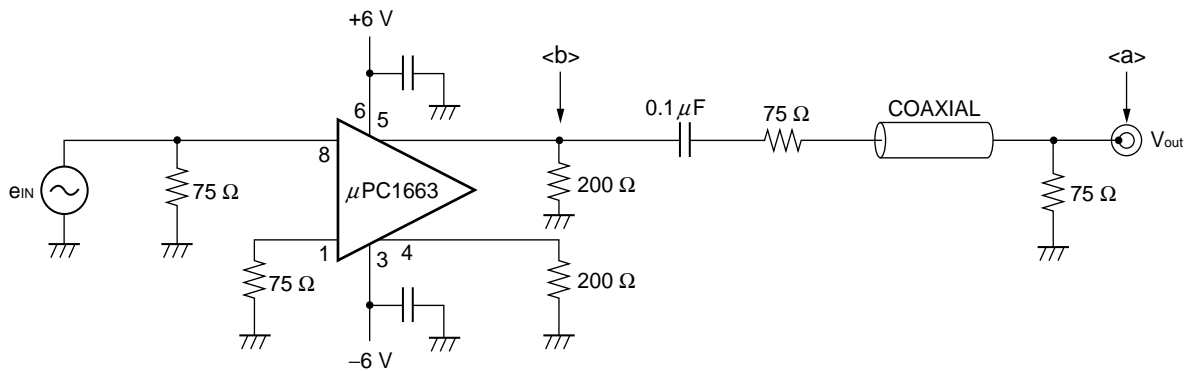 +6 V
<b>
<a>
6
5
0.1 μF
75 Ω
COAXIAL
8
Vout
eIN
75 Ω
μPC1663
200 Ω
75 Ω
1
3
4
75 Ω
200 Ω
−6 V